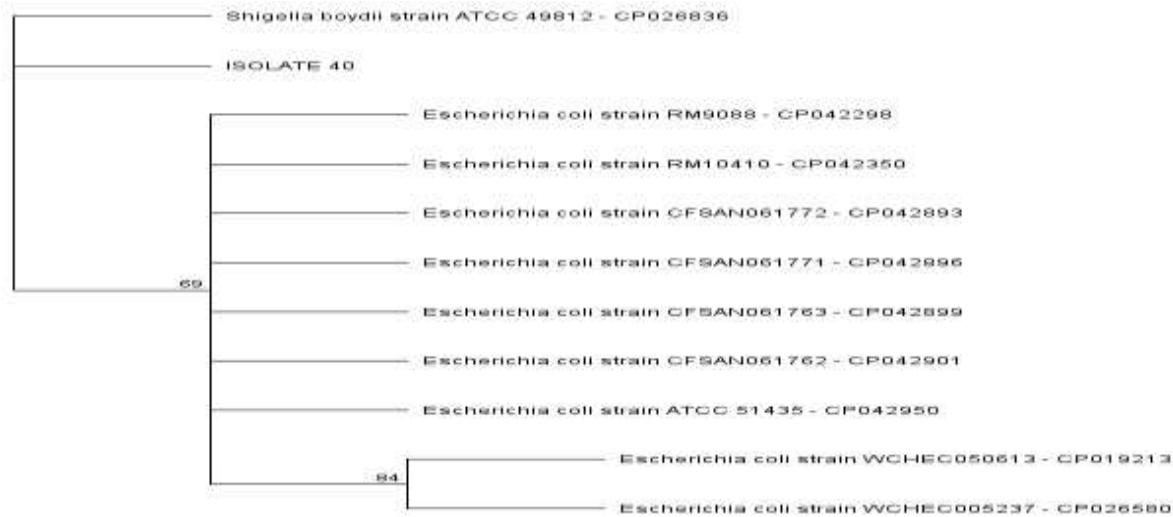 Shigella boydii strain ATCC 49812 - CP026836
ISOLATE 40
Escherichia coli strain RM9088 - CP042298
Escherichia coli strain RM10410 - CP042350
Escherichia coli strain CFSAN061772 - CP042893
Escherichia coli strain CFSAN061771 - CP042896
69
Escherichia coli strain CFSAN061763 - CP042899
Escherichia coli strain CFSAN061762 - CP042901
Escherichia coli strain ATCC 51435 - CP042950
Escherichia coli strain WCHEC050613 - CP019213
84
Escherichia coli strain WCHEC005237 - CP026580